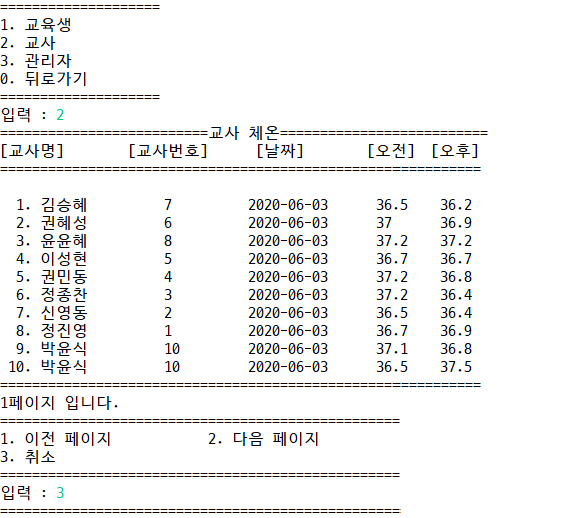 ====================
1. 교육생
2. 교사
3. 관리자
0. 뒤로가기
====================
입력 : 2
==========================교사 체온==========================
[교사명] [교사번호] [날짜] [오전] [오후]
============================================================
1. 김승혜 7 2020-06-03 36.5 36.2
2. 권혜성 6 2020-06-03 37 36.9
3. 윤윤혜 8 2020-06-03 37.2 37.2
4. 이성현 5 2020-06-03 36.7 36.7
5. 권민동 4 2020-06-03 37.2 36.8
6. 정종찬 3 2020-06-03 37.2 36.4
7. 신영동 2 2020-06-03 36.5 36.4
8. 정진영 1 2020-06-03 36.7 36.9
9. 박윤식 10 2020-06-03 37.1 36.8
10. 박윤식 10 2020-06-03 36.5 37.5
============================================================
1페이지 입니다.
==================================================
1. 이전 페이지 2. 다음 페이지
3. 취소
==================================================
입력 : 3
==================================================